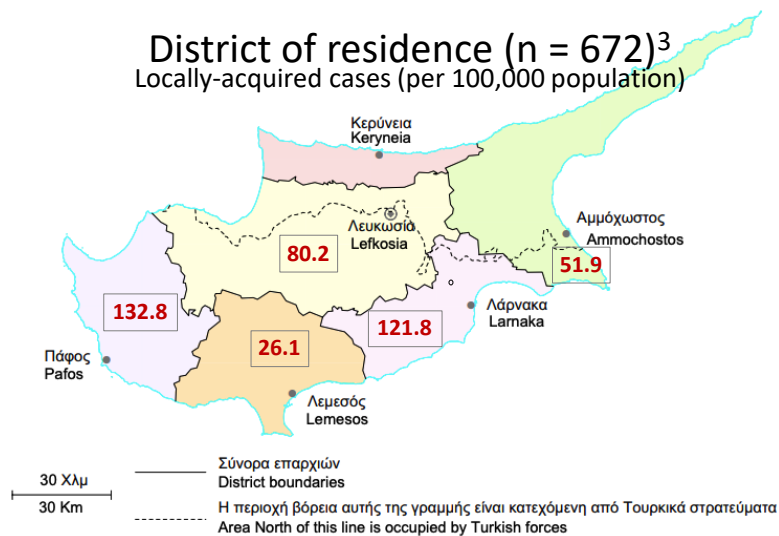 District of residence (n = 672)3
Locally-acquired cases (per 100,000 population)
Κερύνεια
Keryneia
Λευκωσία
Lefkosia
Αμμόχωστος
Ammochostos
80.2
51.9
132.8
121.8
Λάρνακα
Larnaka
26.1
Πάφος
Pafos
Λεμεσός
Lemesos
30 Χλμ
30 Km
Σύνορα επαρχιών
District boundaries
Η περιοχή βόρεια αυτής της γραμμής είναι κατεχόμενη από Τουρκικά στρατεύματα
Area North of this line is occupied by Turkish forces